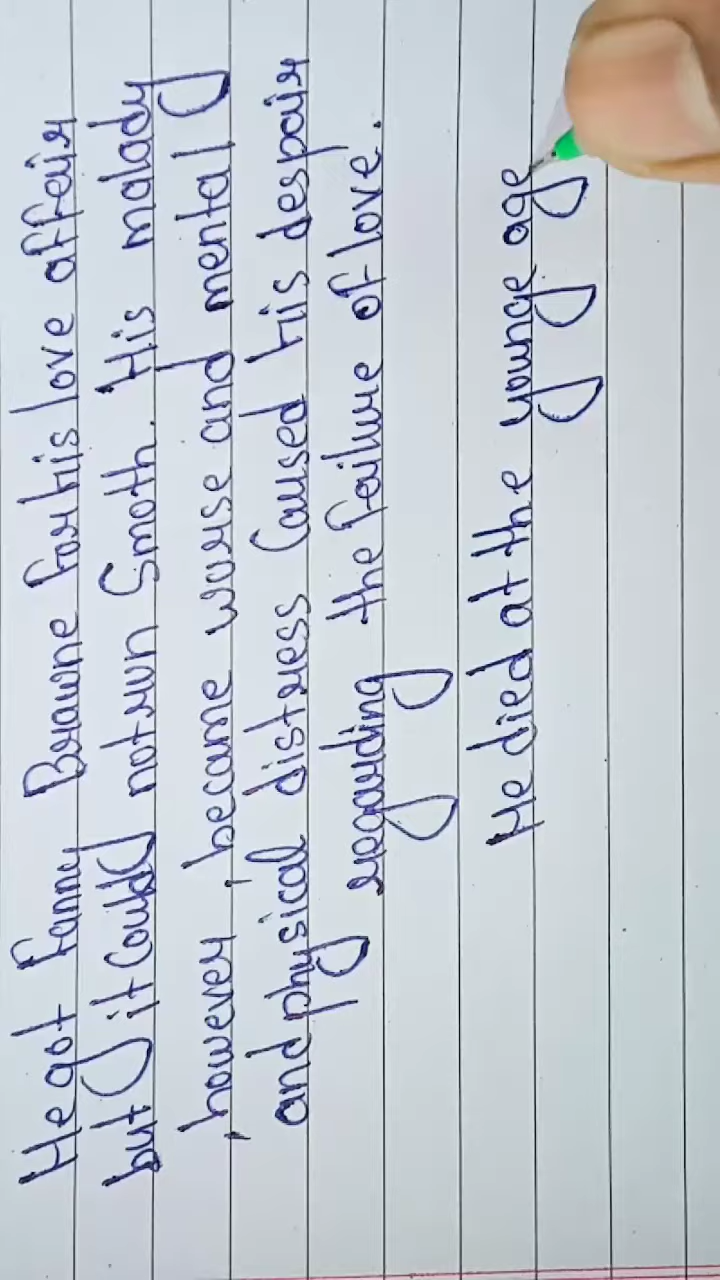 He got Fanny Brawne for his love affeir
but it could not run Smoth. His malady
, however, became worse and mental
and physical distress Caused his despair
regarding the failure of love.
He died at the younge age